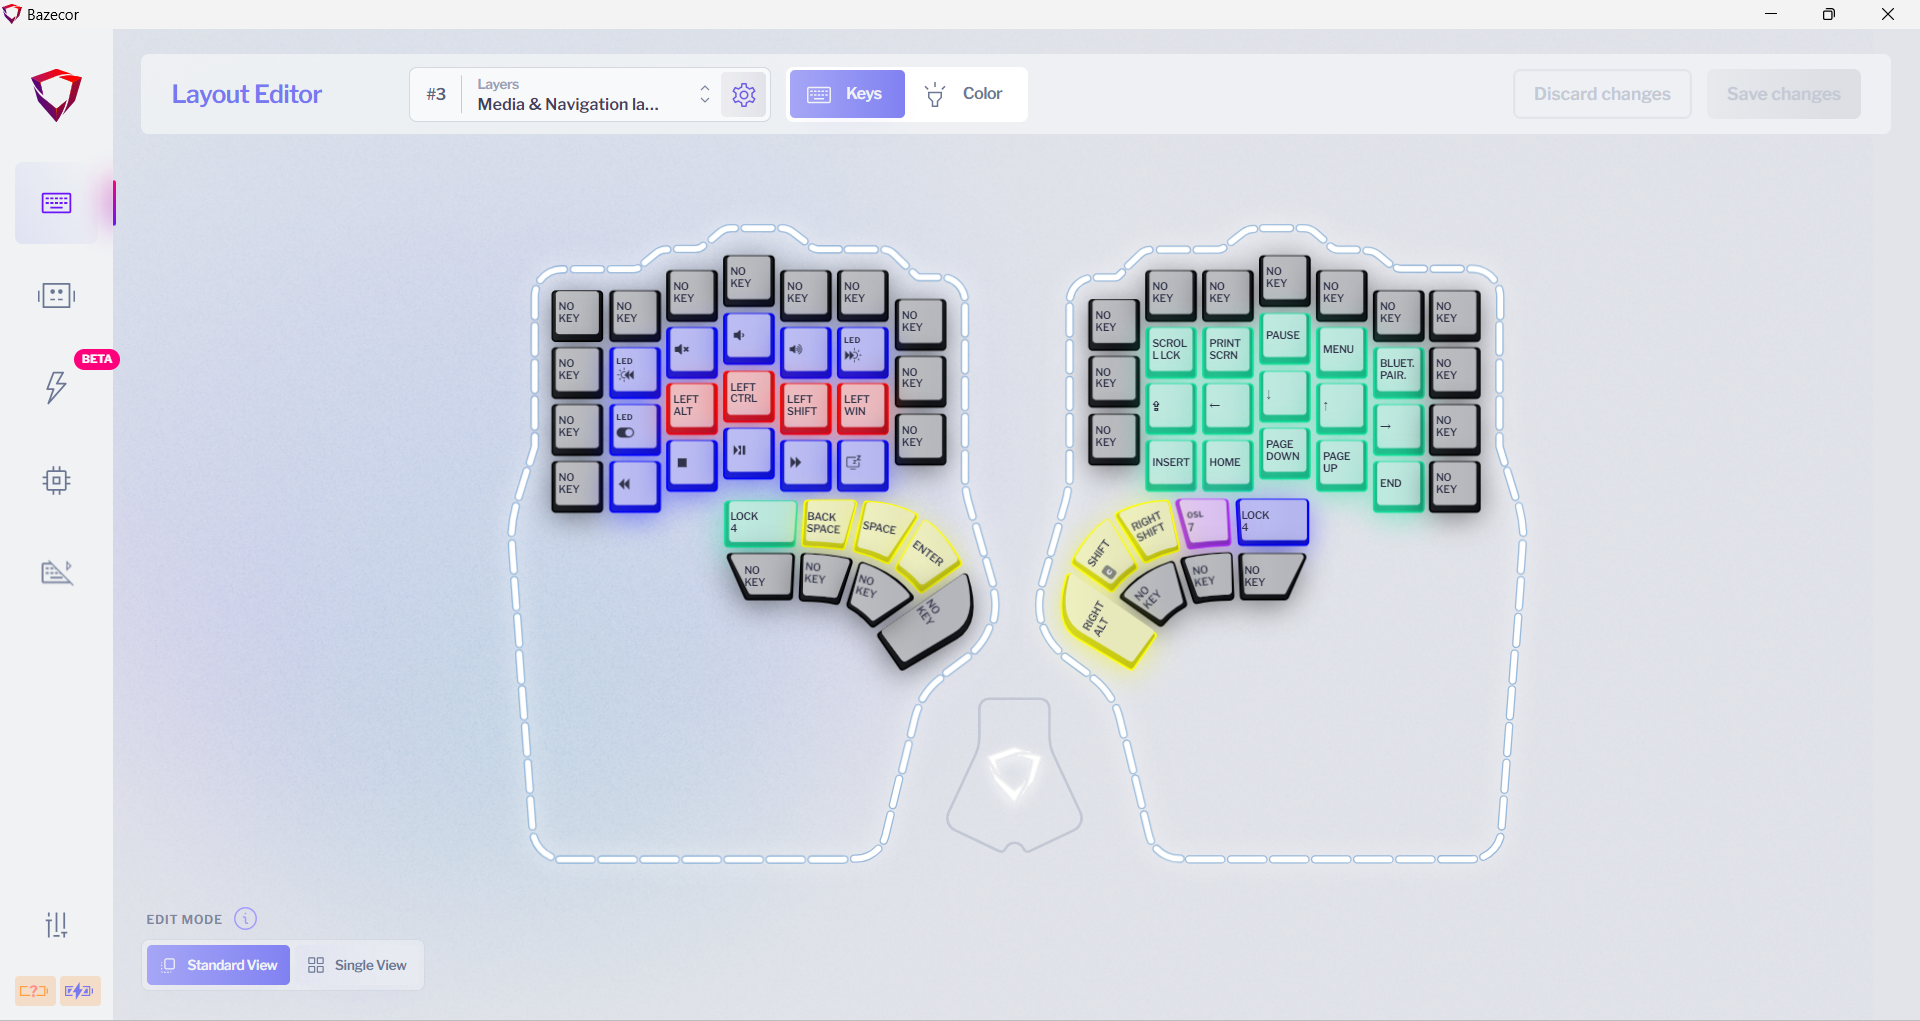 Bazecor
Layout Editor
#3
Layers
Media & Navigation la...
Keys
Color
Discard changes
Save changes
BETA
NO KEY
NO KEY
NO KEY
NO KEY
NO KEY
NO KEY
NO KEY
NO KEY
LED
LED
NO KEY
NO KEY
LED
LEFT ALT
LEFT CTRL
LEFT SHIFT
LEFT WIN
NO KEY
NO KEY
NO KEY
LOCK 4
BACK SPACE
SPACE
ENTER
NO KEY
NO KEY
NO KEY
NO KEY
NO KEY
NO KEY
NO KEY
NO KEY
NO KEY
NO KEY
NO KEY
NO KEY
SCROL L LCK
PRINT SCRN
PAUSE
MENU
BLUET. PAIR.
NO KEY
NO KEY
⇪
←
↓
↑
→
NO KEY
INSERT
HOME
PAGE DOWN
PAGE UP
END
NO KEY
SHIFT
RIGHT SHIFT
OSL 7
LOCK 4
RIGHT ALT
NO KEY
NO KEY
NO KEY
EDIT MODE
Standard View
Single View